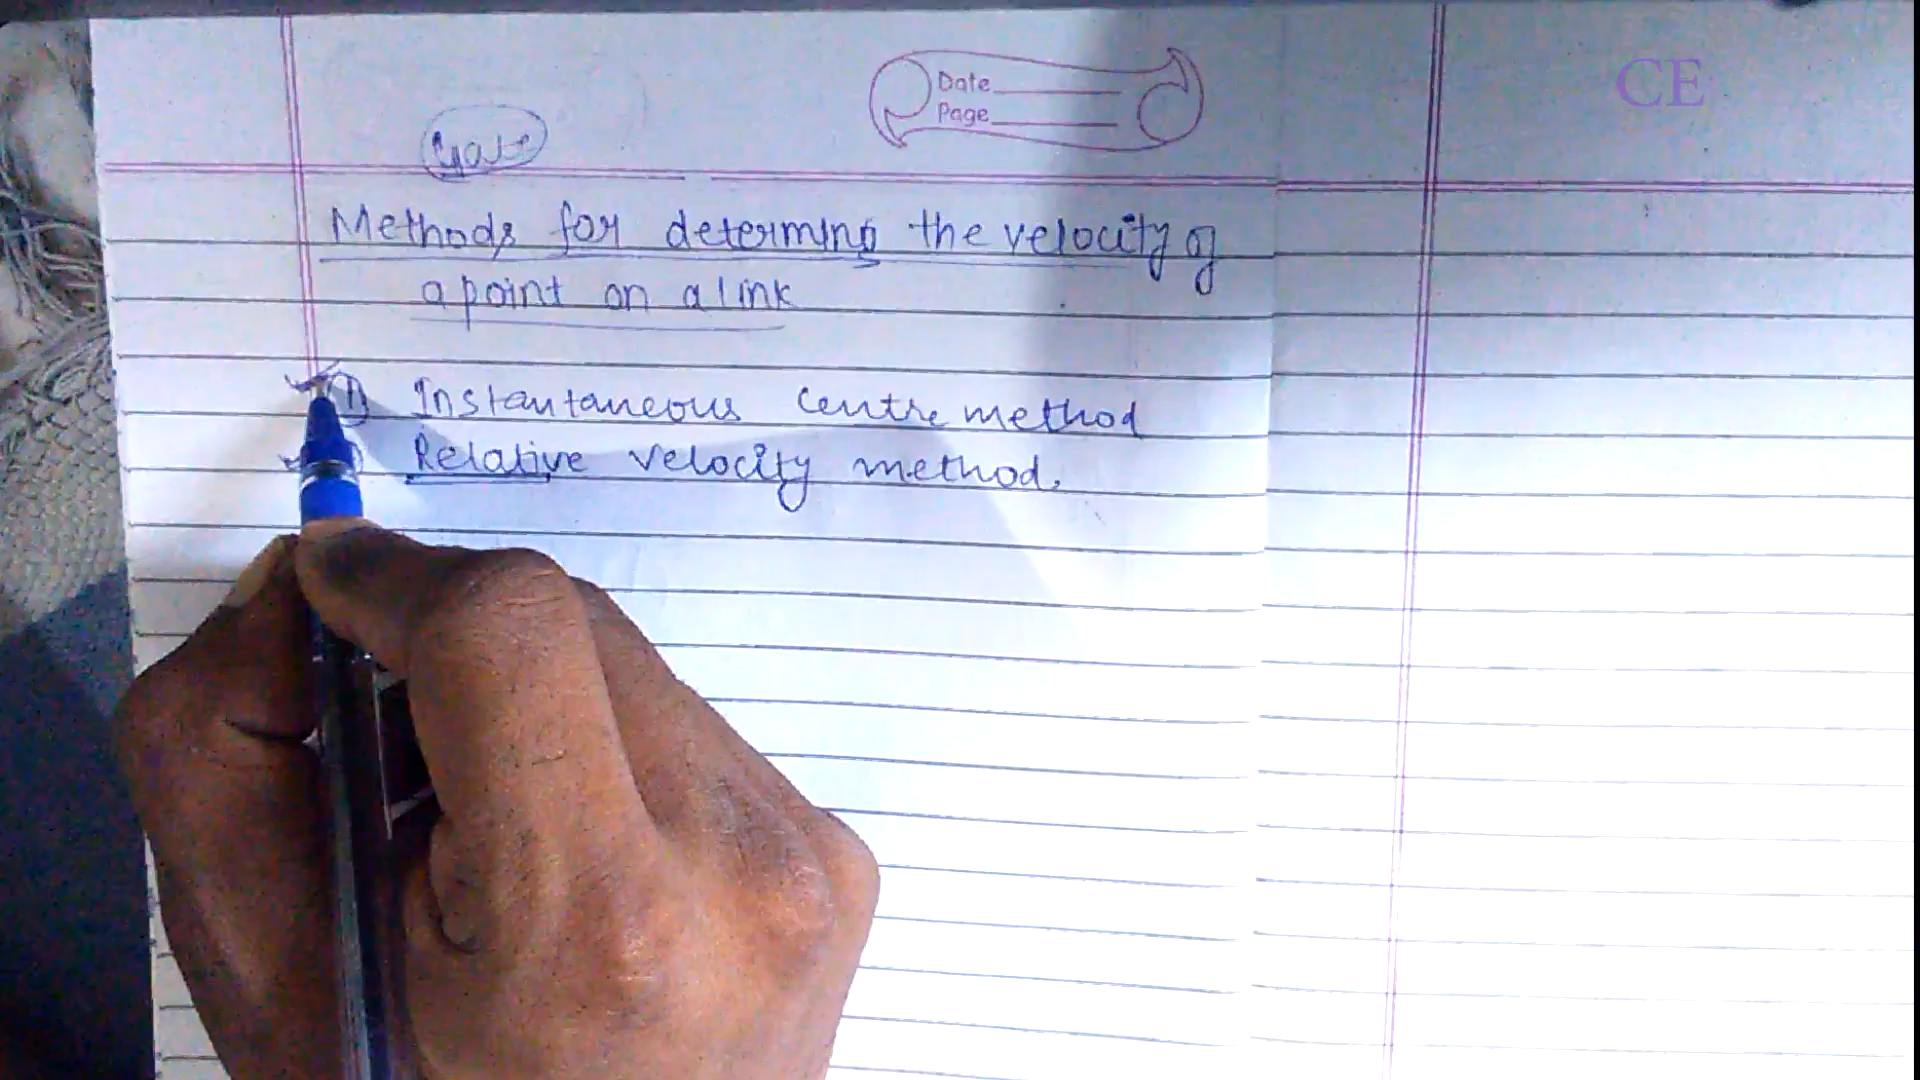 CE
Date
Page
Gate
Methods for determing the velocity of
a point on a link
1) Instantaneous centre method
Relative velocity method.